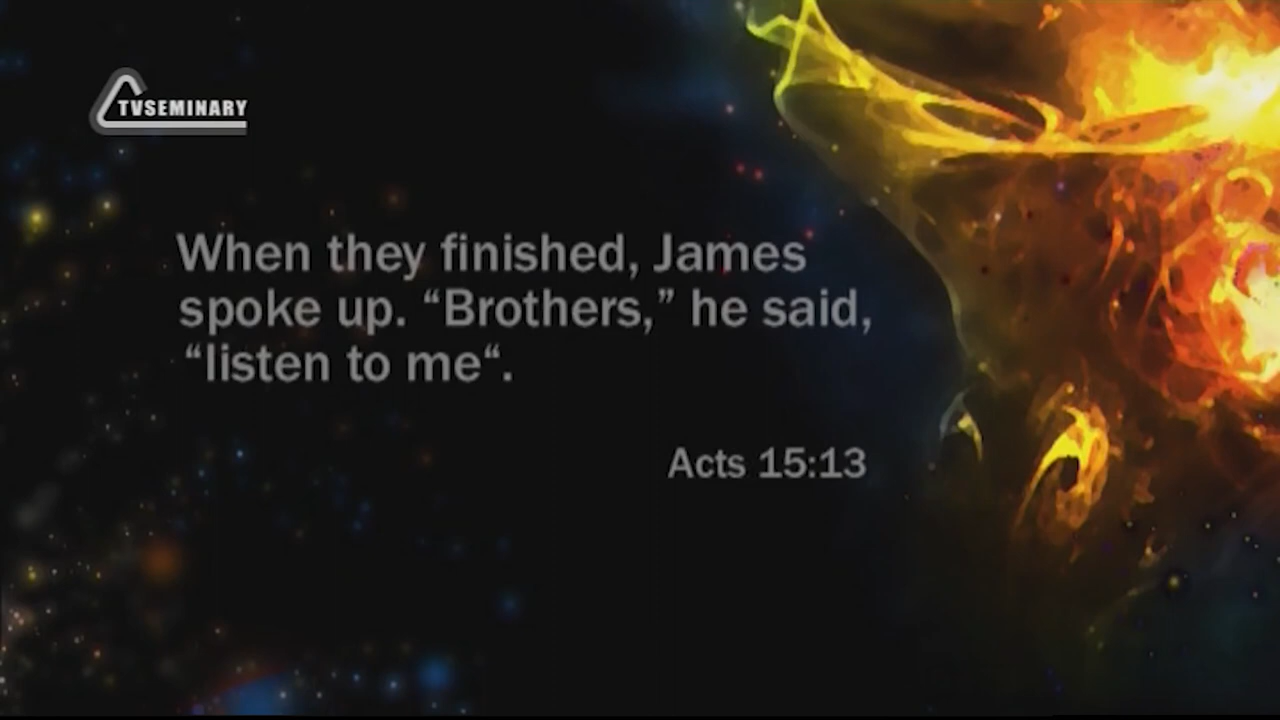 TVSEMINARY
When they finished, James
spoke up. “Brothers,” he said,
“listen to me“.
Acts 15:13